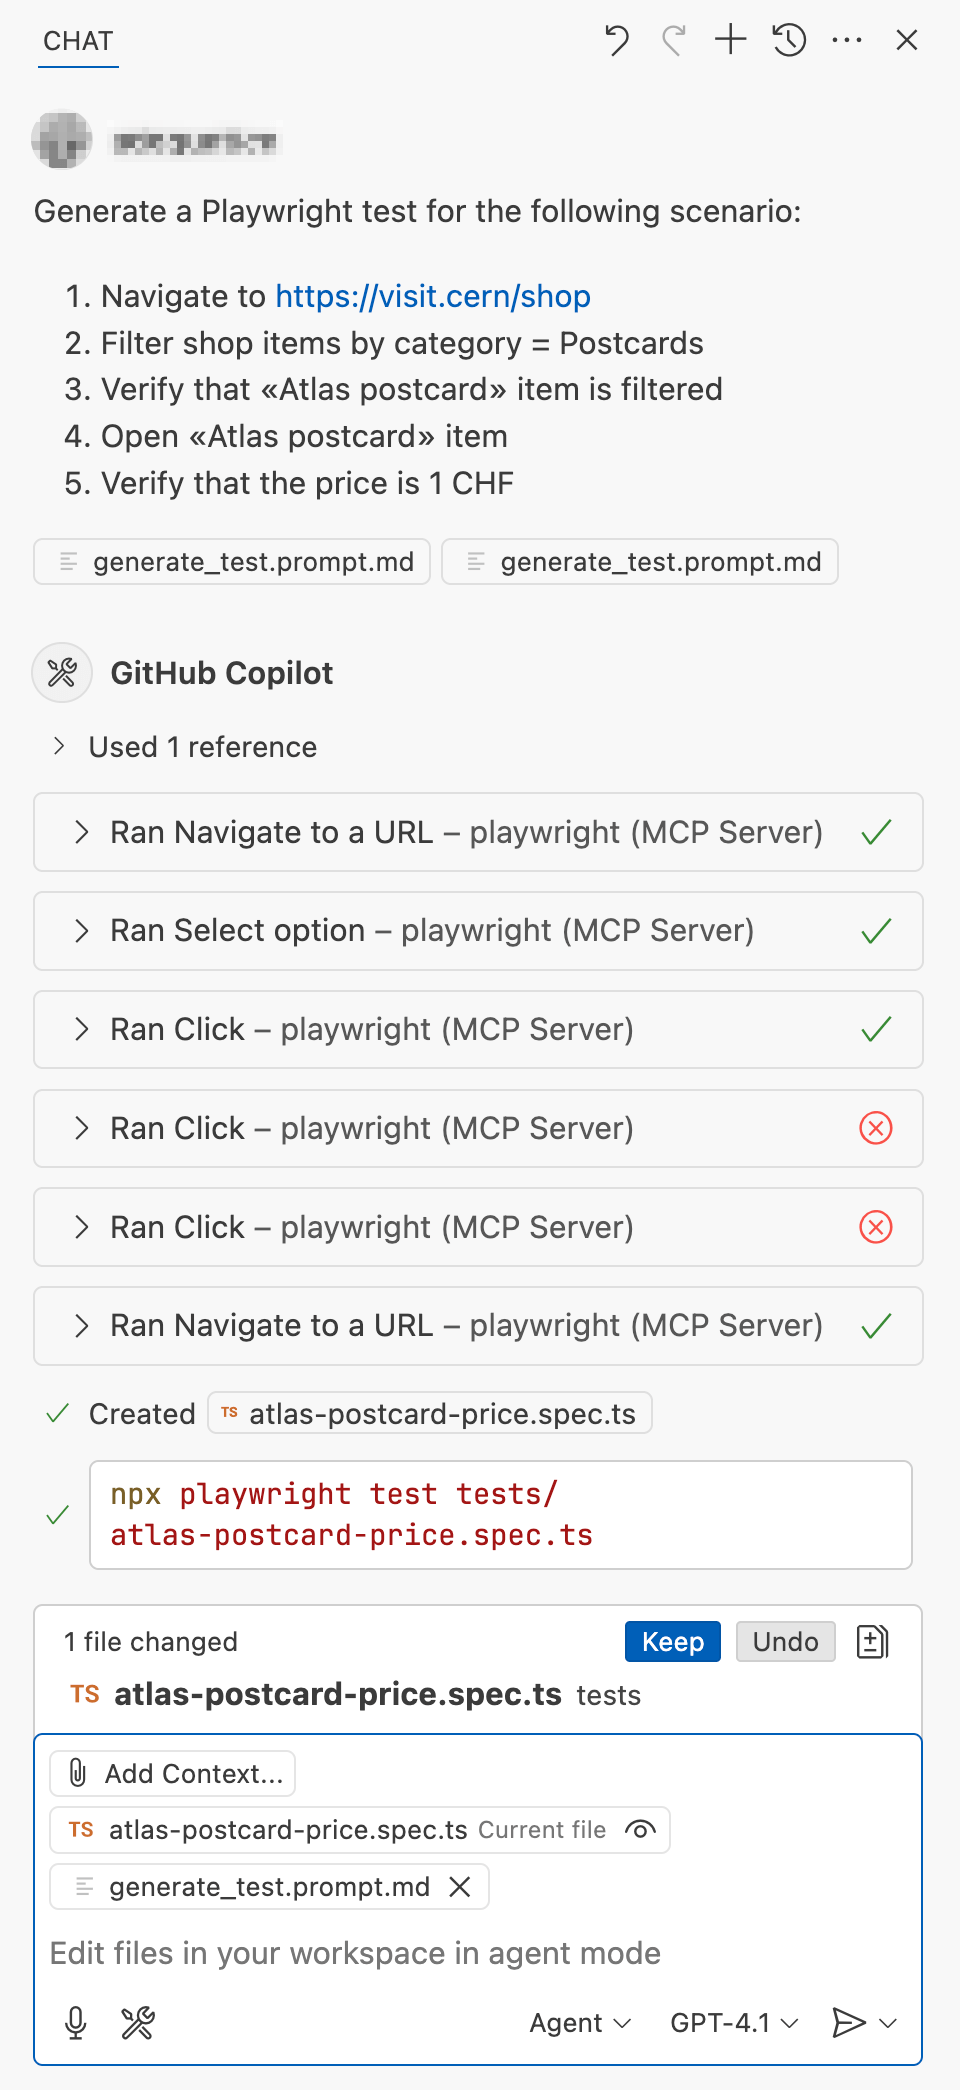 CHAT
Generate a Playwright test for the following scenario:
1. Navigate to https://visit.cern/shop
2. Filter shop items by category = Postcards
3. Verify that «Atlas postcard» item is filtered
4. Open «Atlas postcard» item
5. Verify that the price is 1 CHF
generate_test.prompt.md generate_test.prompt.md
GitHub Copilot
Used 1 reference
Ran Navigate to a URL – playwright (MCP Server)
Ran Select option – playwright (MCP Server)
Ran Click – playwright (MCP Server)
Ran Click – playwright (MCP Server)
Ran Click – playwright (MCP Server)
Ran Navigate to a URL – playwright (MCP Server)
Created TS atlas-postcard-price.spec.ts
npx playwright test tests/
atlas-postcard-price.spec.ts
1 file changed Keep Undo
TS atlas-postcard-price.spec.ts tests
Add Context...
TS atlas-postcard-price.spec.ts Current file
generate_test.prompt.md
Edit files in your workspace in agent mode
Agent GPT-4.1